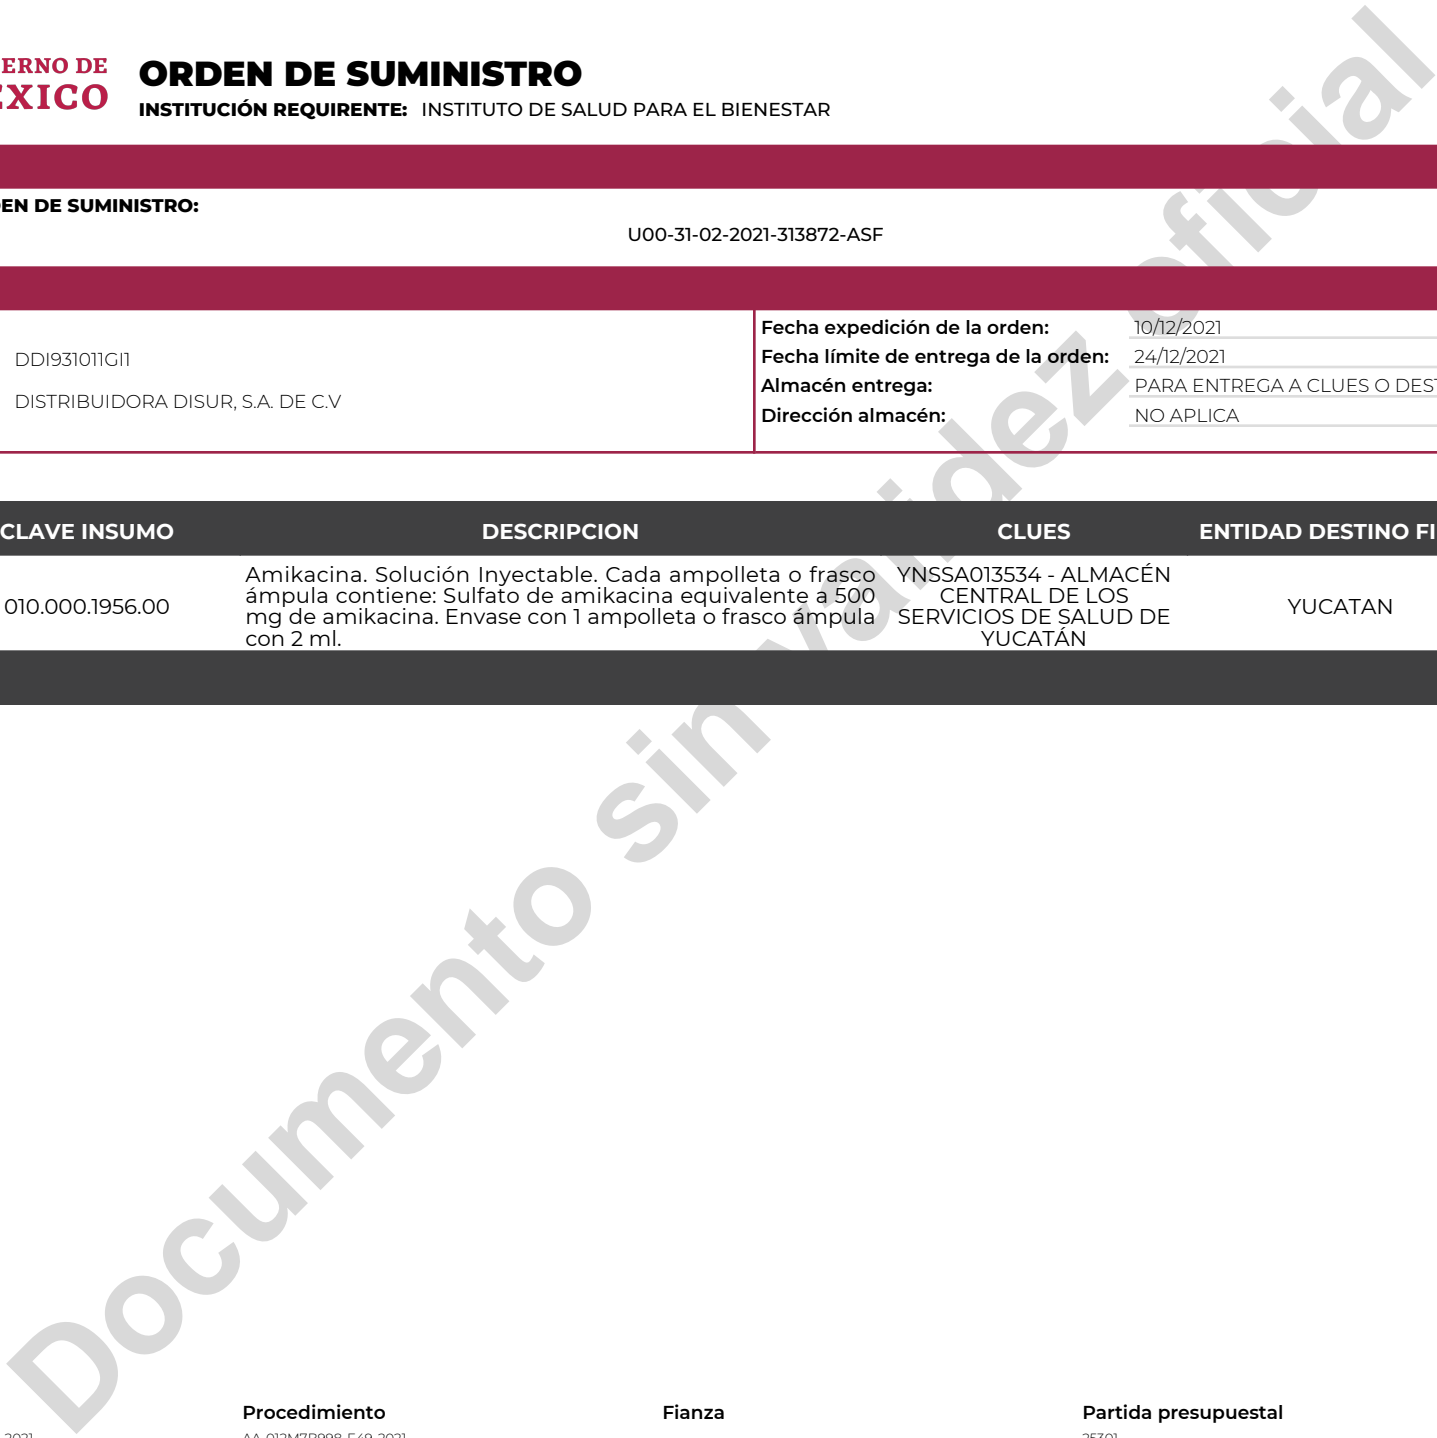 ERNO DE
EXICO
ORDEN DE SUMINISTRO
INSTITUCIÓN REQUIRENTE: INSTITUTO DE SALUD PARA EL BIENESTAR
EN DE SUMINISTRO:
U00-31-02-2021-313872-ASF
DDI931011GI1
DISTRIBUIDORA DISUR, S.A. DE C.V
Fecha expedición de la orden: 10/12/2021
Fecha límite de entrega de la orden: 24/12/2021
Almacén entrega: PARA ENTREGA A CLUES O DEST
Dirección almacén: NO APLICA
CLAVE INSUMO DESCRIPCION CLUES ENTIDAD DESTINO FI
010.000.1956.00
Amikacina. Solución Inyectable. Cada ampolleta o frasco
ámpula contiene: Sulfato de amikacina equivalente a 500
mg de amikacina. Envase con 1 ampolleta o frasco ámpula
con 2 ml.
YNSSA013534 - ALMACÉN
CENTRAL DE LOS
SERVICIOS DE SALUD DE
YUCATÁN
YUCATAN
Documento sin validez oficial
Procedimiento Fianza Partida presupuestal